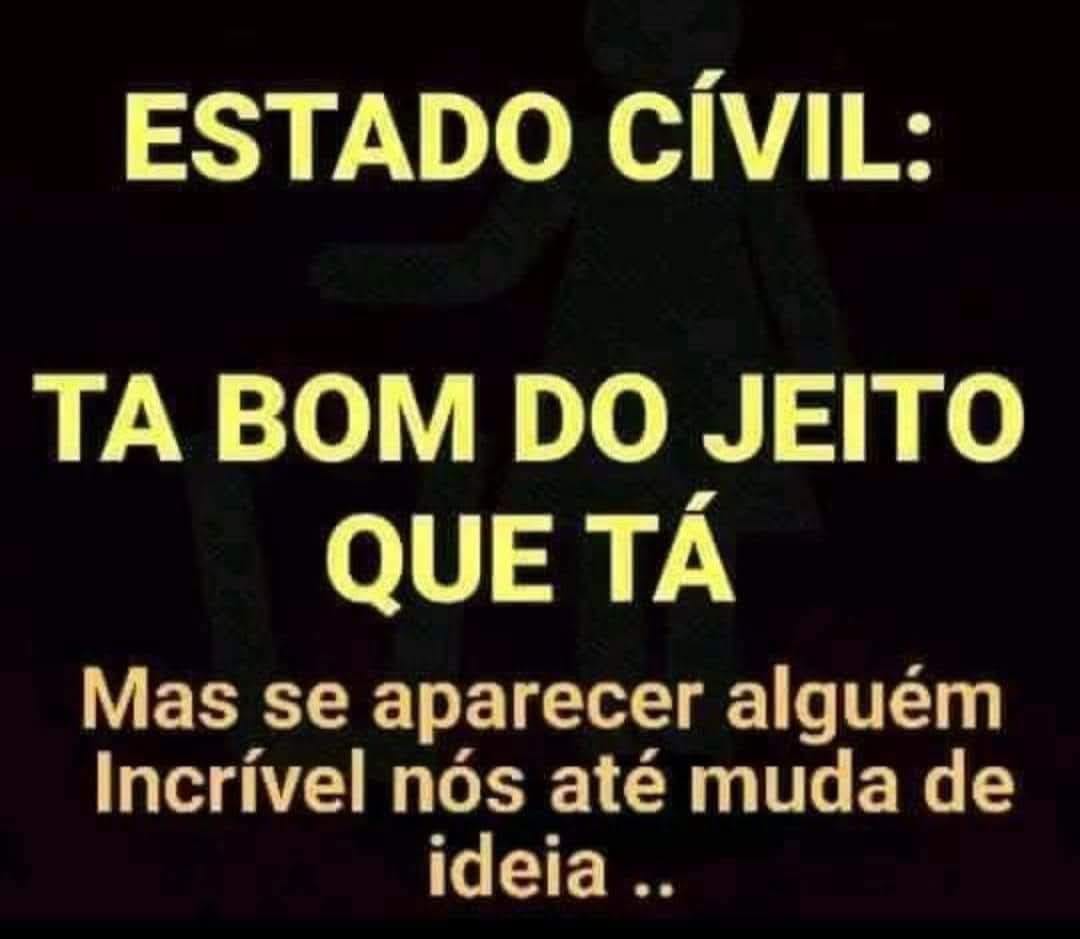 ESTADO CÍVIL:
TA BOM DO JEITO
QUE TÁ
Mas se aparecer alguém
Incrível nós até muda de
ideia ..